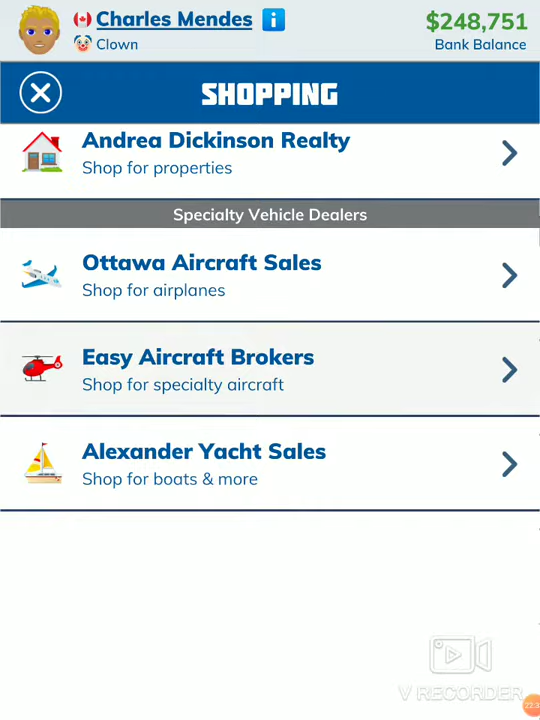 Charles Mendes
Clown
$248,751
Bank Balance
SHOPPING
Andrea Dickinson Realty
Shop for properties
Specialty Vehicle Dealers
Ottawa Aircraft Sales
Shop for airplanes
Easy Aircraft Brokers
Shop for specialty aircraft
Alexander Yacht Sales
Shop for boats & more
V RECORDER